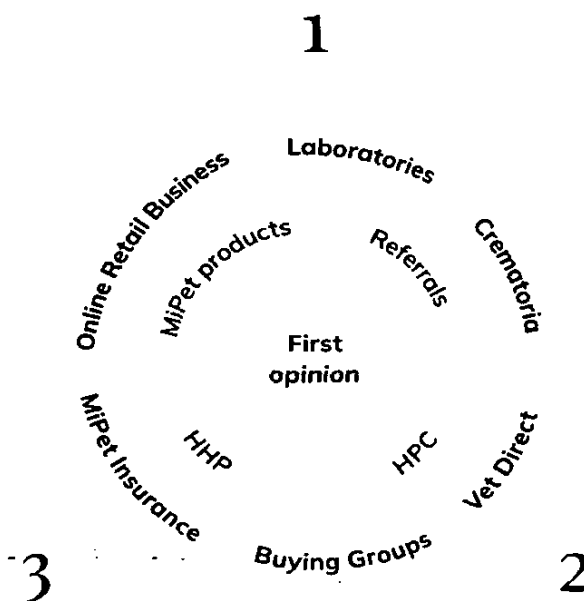 1
Laboratories
Online Retail Business
Crematoria
MiPet products
Referrals
First
opinion
MiPet Insurance
HHP
HPC
Vet Direct
Buying Groups
3
2